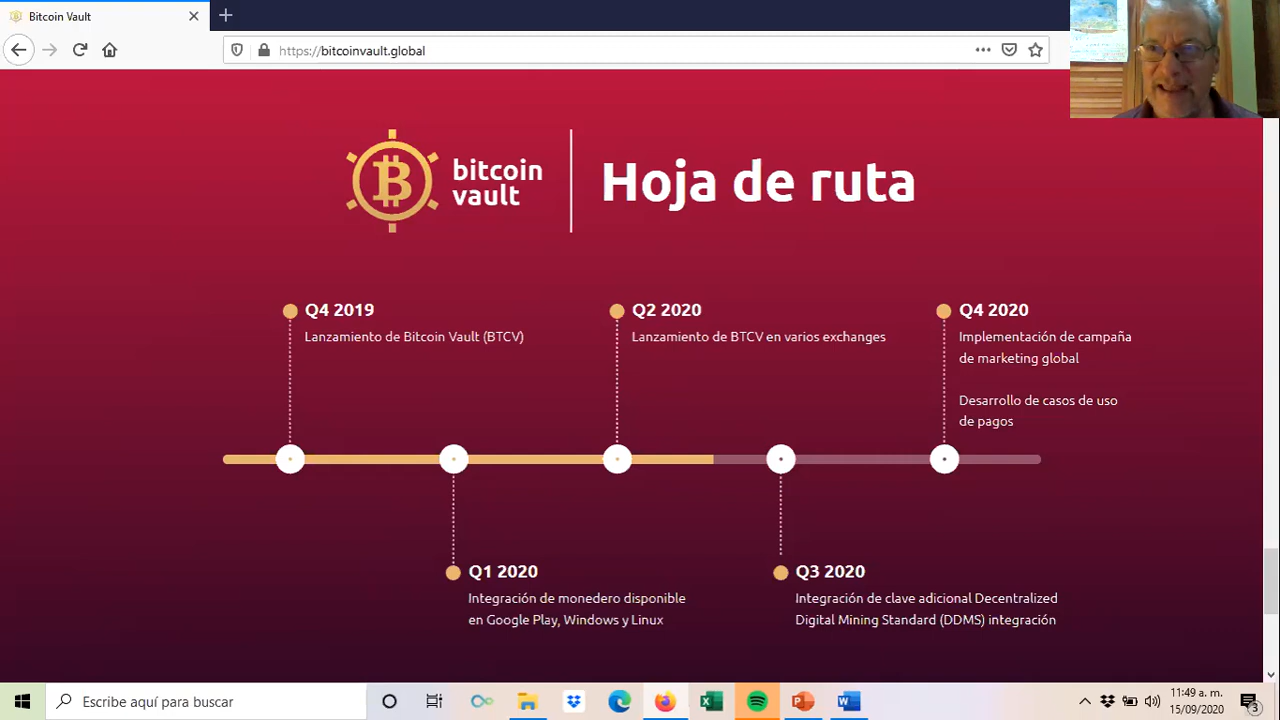 Bitcoin Vault
https://bitcoinvault.global
bitcoin
vault
Hoja de ruta
Q4 2019
Lanzamiento de Bitcoin Vault (BTCV)
Q2 2020
Lanzamiento de BTCV en varios exchanges
Q4 2020
Implementación de campaña
de marketing global
Desarrollo de casos de uso
de pagos
Q1 2020
Integración de monedero disponible
en Google Play, Windows y Linux
Q3 2020
Integración de clave adicional Decentralized
Digital Mining Standard (DDMS) integración
Escribe aquí para buscar
11:49 a. m.
15/09/2020
3